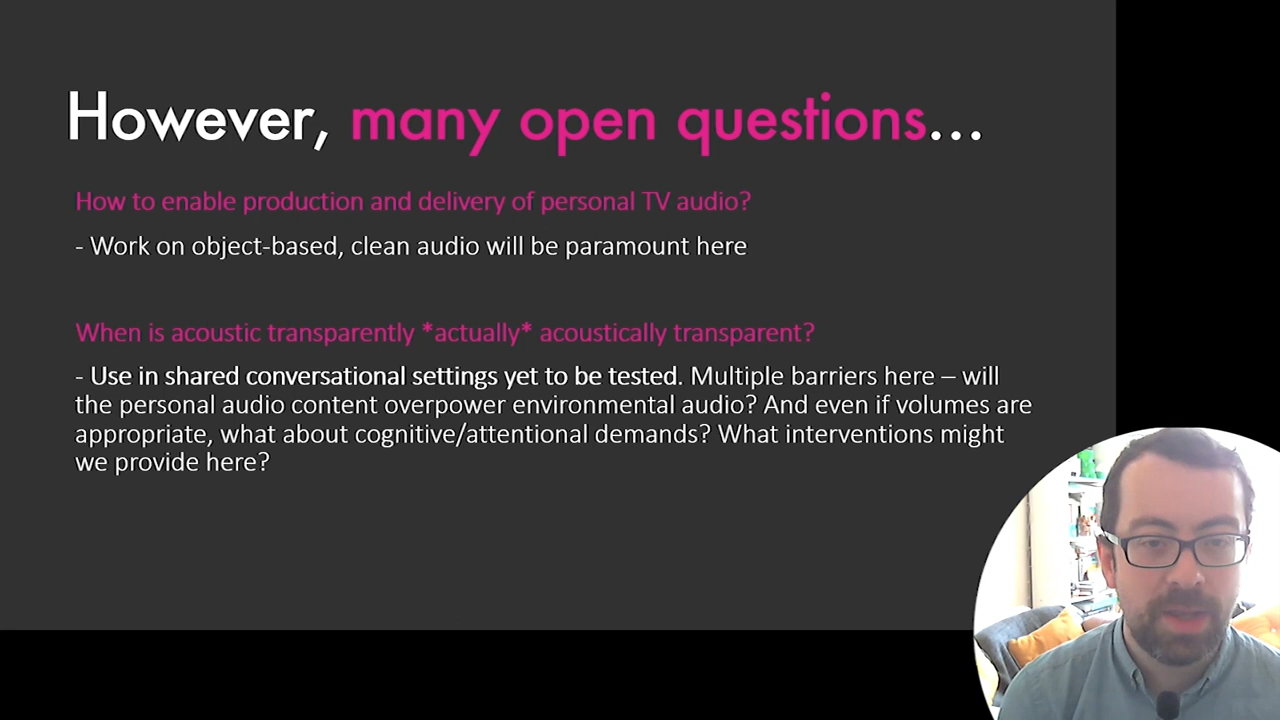 However, many open questions...
How to enable production and delivery of personal TV audio?
- Work on object-based, clean audio will be paramount here
When is acoustic transparently *actually* acoustically transparent?
- Use in shared conversational settings yet to be tested. Multiple barriers here – will
the personal audio content overpower environmental audio? And even if volumes are
appropriate, what about cognitive/attentional demands? What interventions might
we provide here?